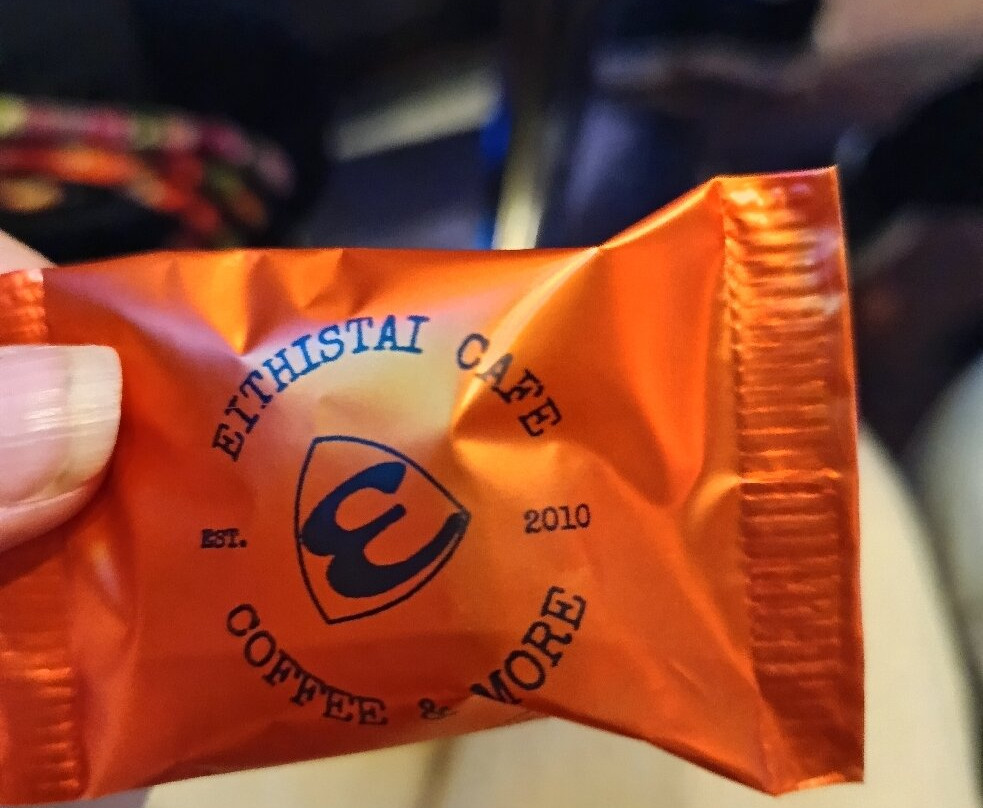 EITHISTAI CAFE
EST.
ε
2010
COFFEE & MORE